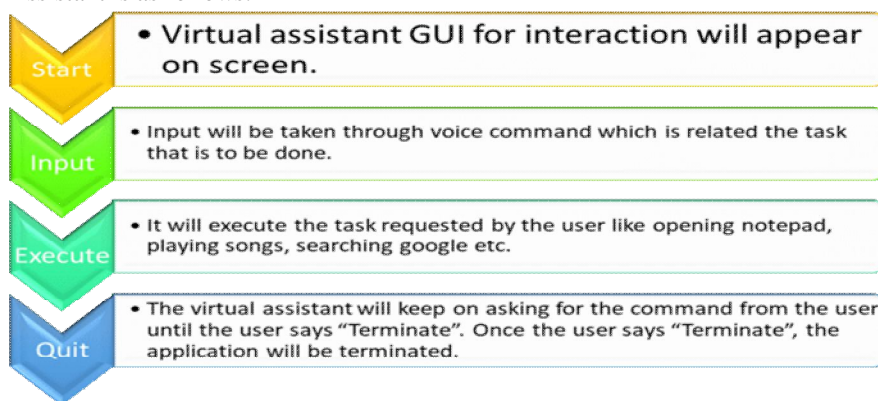 Start
• Virtual assistant GUI for interaction will appear
on screen.
Input
• Input will be taken through voice command which is related the task
that is to be done.
Execute
• It will execute the task requested by the user like opening notepad,
playing songs, searching google etc.
Quit
• The virtual assistant will keep on asking for the command from the user
until the user says “Terminate”. Once the user says “Terminate”, the
application will be terminated.